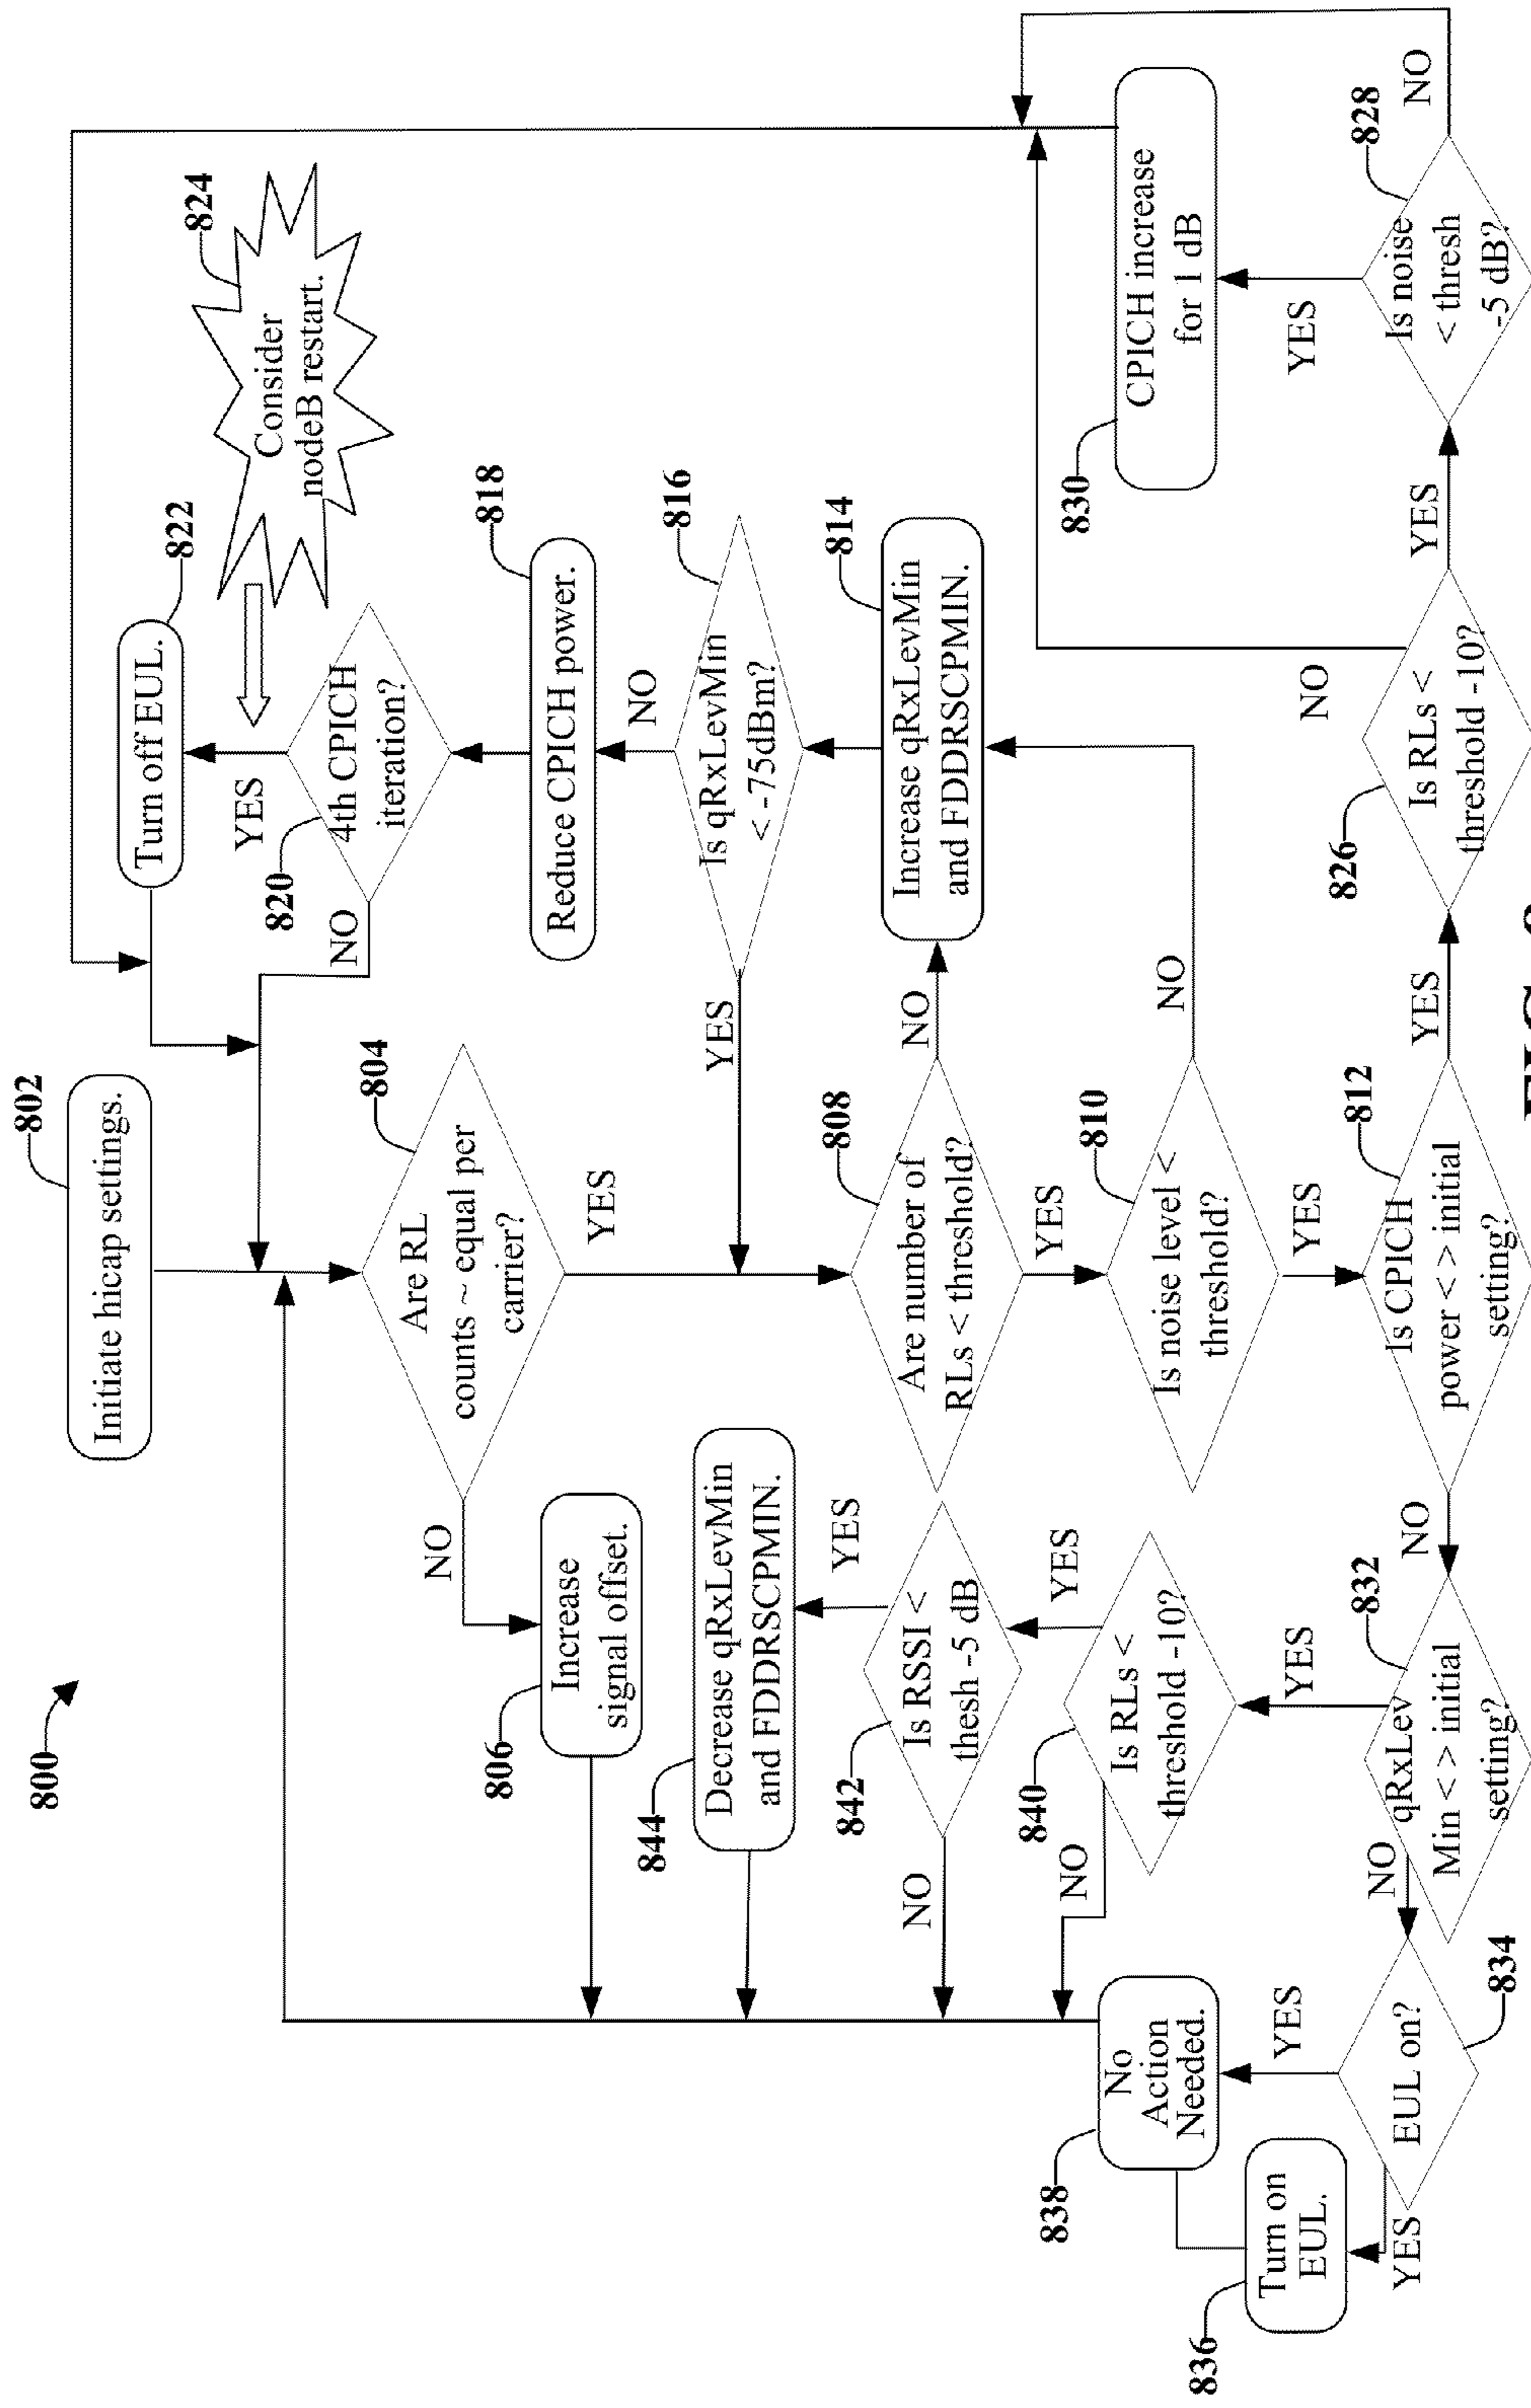 800
802
Initiate hicap settings.
804
Are RL
counts ~ equal per
carrier?
NO
YES
806
Increase
signal offset.
Turn off EUL.
822
YES
820
4th CPICH
iteration?
NO
824
Consider
nodeB restart.
Reduce CPICH power.
818
NO
816
Is qRxLevMin
< -75dBm?
YES
844
Decrease qRxLevMin
and FDDRSCPMIN.
YES
842
Is RSSI <
thesh -5 dB
NO
YES
840
Is RLs <
threshold -10?
NO
YES
808
Are number of
RLs < threshold?
NO
YES
Increase qRxLevMin
and FDDRSCPMIN.
814
810
Is noise level <
threshold?
NO
YES
812
Is CPICH
power < > initial
setting?
NO
YES
832
qRxLev
Min < > initial
setting?
NO
834
EUL on?
YES
YES
836
Turn on
EUL.
838
No
Action
Needed.
826
Is RLs <
threshold -10?
NO
YES
828
Is noise
< thresh
-5 dB?
NO
YES
830
CPICH increase
for 1 dB